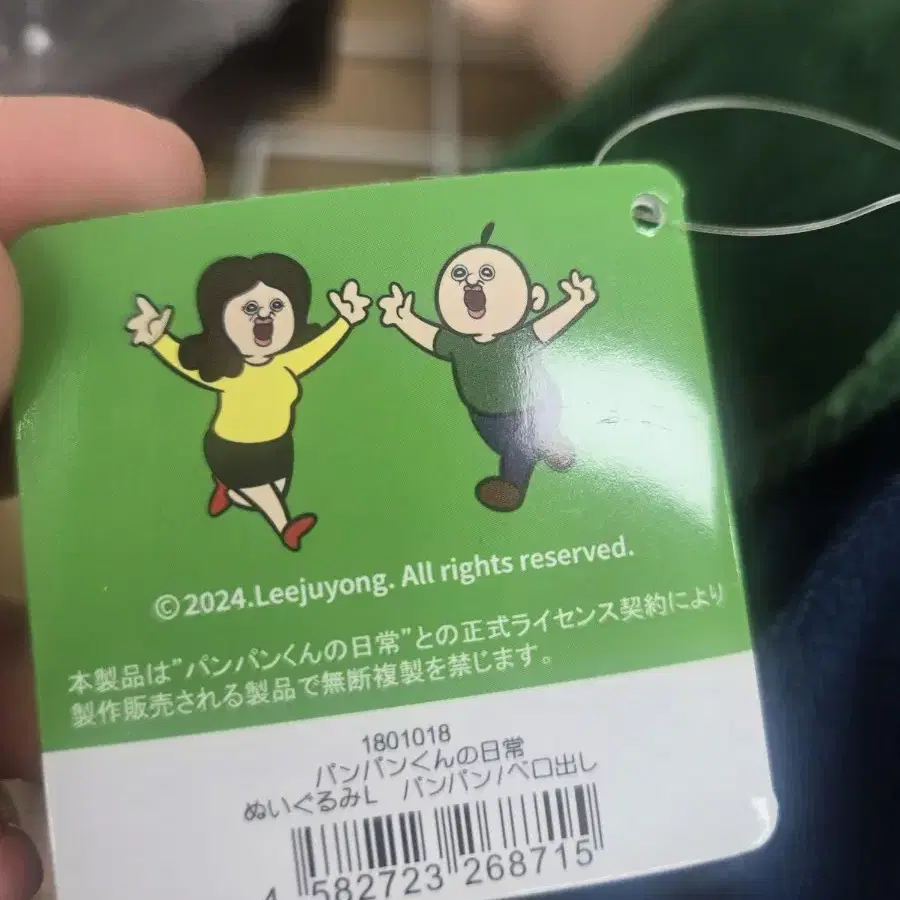 ©2024.Leejuyong. All rights reserved.
本製品は"パンパンくんの日常"との正式ライセンス契約により
製作販売される製品で無断複製を禁じます。
1801018
パンパンくんの日常
ぬいぐるみL パンパン/ベロ出し
4 582723 268715